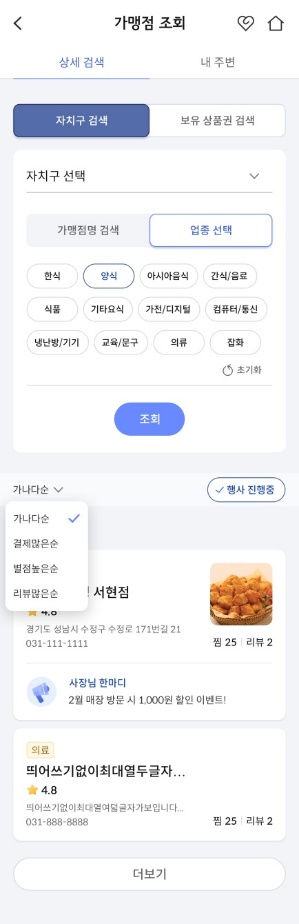 가맹점 조회
상세 검색 내 주변
자치구 검색 보유 상품권 검색
자치구 선택
가맹점명 검색 업종 선택
한식 양식 아시아음식 간식/음료
식품 기타요식 가전/디지털 컴퓨터/통신
냉난방/기기 교육/문구 의류 잡화
초기화
조회
가나다순 행사 진행중
가나다순
결제많은순
별점높은순
리뷰많은순
서현점
4.8
경기도 성남시 수정구 수정로 171번길 21
031-111-1111
찜 25 리뷰 2
사장님 한마디
2월 매장 방문 시 1,000원 할인 이벤트!
의료
띄어쓰기없이최대열두글자...
4.8
띄어쓰기없이최대열여덟글자가보입니다...
031-888-8888
찜 25 리뷰 2
더보기